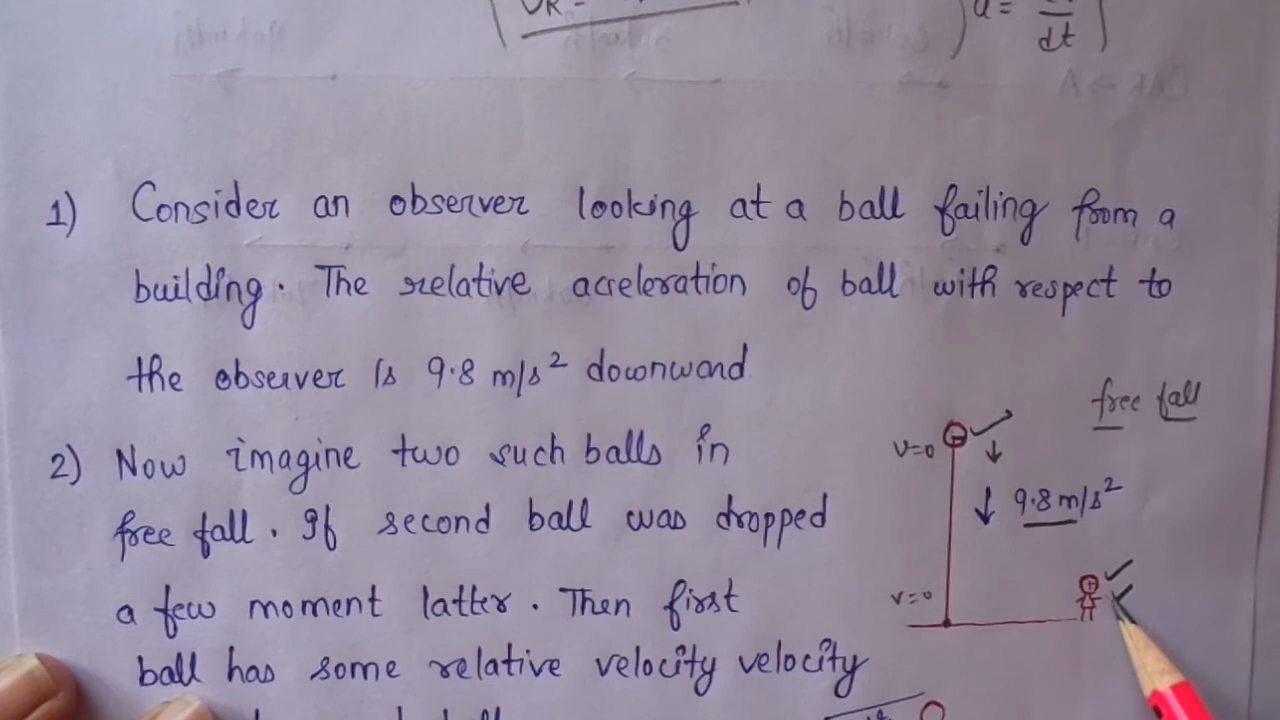 a =
dt
1) Consider an observer looking at a ball failing from a
building. The relative acceleration of ball with respect to
the observer is 9.8 m/s² downward
free fall
v=0
9.8 m/s²
v=0
2) Now imagine two such balls in
free fall. If second ball was dropped
a few moment latter. Then first
ball has some relative velocity velocity